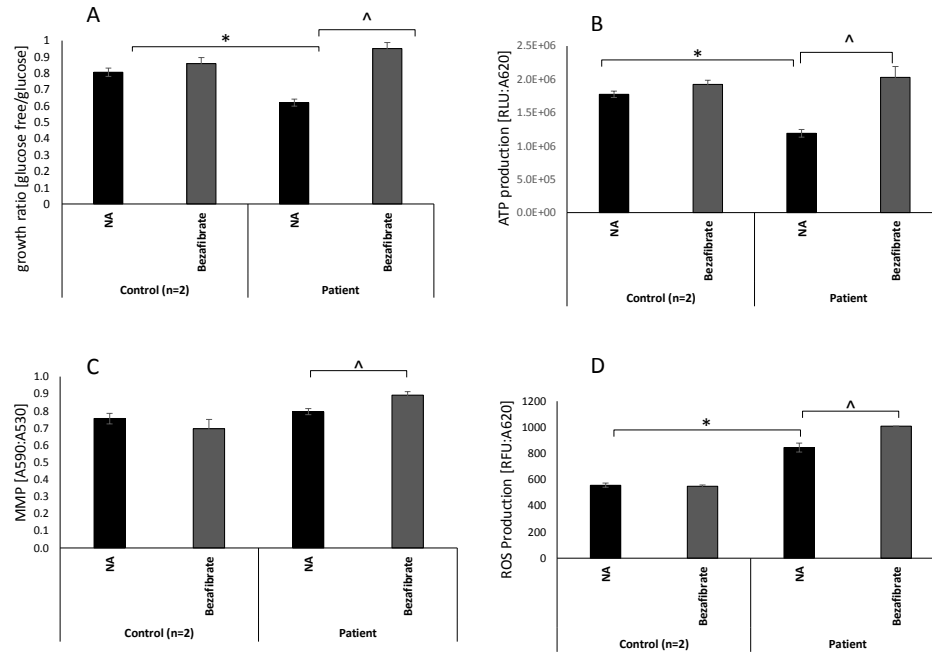 A
growth ratio [glucose free/glucose]
1
0.9
0.8
0.7
0.6
0.5
0.4
0.3
0.2
0.1
0
*
^
NA
Bezafibrate
NA
Bezafibrate
Control (n=2)
Patient
B
ATP production [RLU:A620]
2.5E+06
2.0E+06
1.5E+06
1.0E+06
5.0E+05
0.0E+00
*
^
NA
Bezafibrate
NA
Bezafibrate
Control (n=2)
Patient
C
MMP [A590:A530]
1.0
0.9
0.8
0.7
0.6
0.5
0.4
0.3
0.2
0.1
0.0
^
NA
Bezafibrate
NA
Bezafibrate
Control (n=2)
Patient
D
ROS Production [RFU:A620]
1200
1000
800
600
400
200
0
*
^
NA
Bezafibrate
NA
Bezafibrate
Control (n=2)
Patient